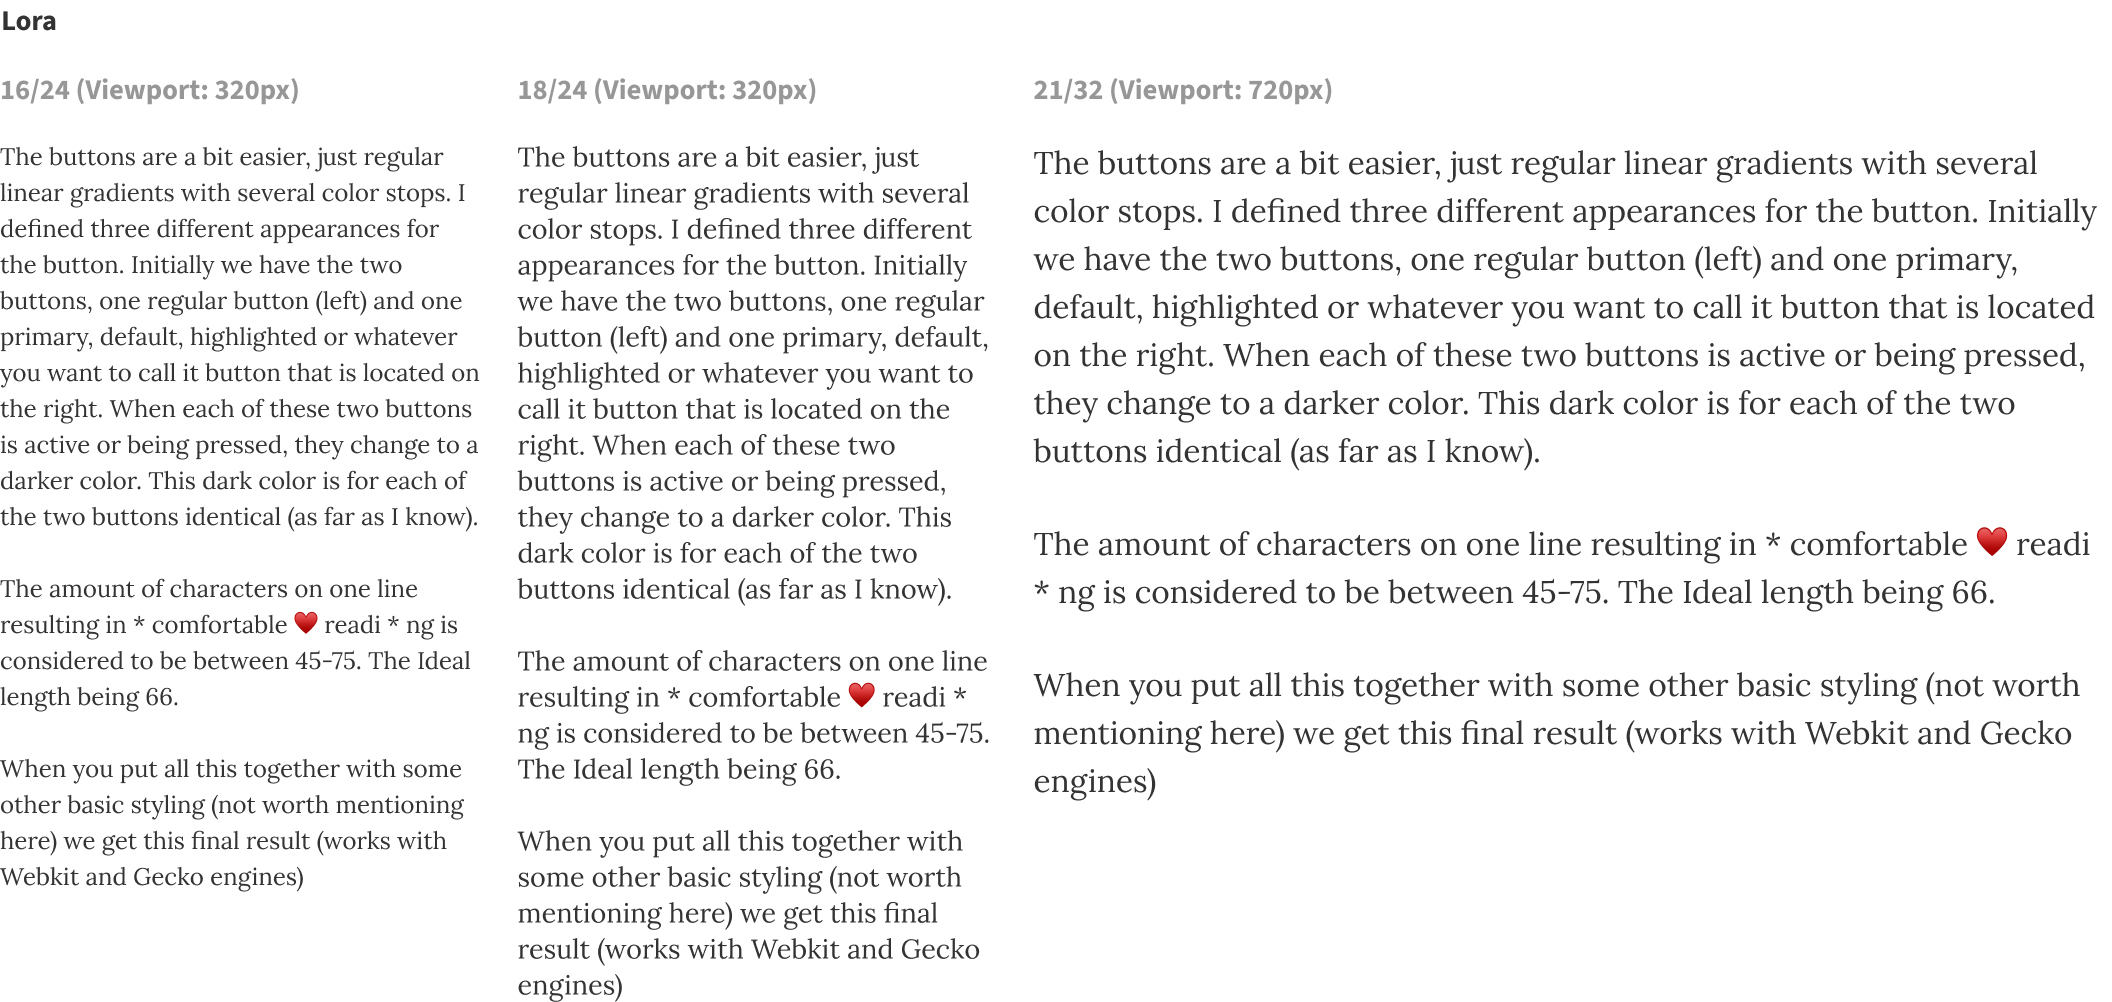 Lora
16/24 (Viewport: 320px)
The buttons are a bit easier, just regular
linear gradients with several color stops. I
defined three different appearances for
the button. Initially we have the two
buttons, one regular button (left) and one
primary, default, highlighted or whatever
you want to call it button that is located on
the right. When each of these two buttons
is active or being pressed, they change to a
darker color. This dark color is for each of
the two buttons identical (as far as I know).
The amount of characters on one line
resulting in * comfortable ❤ readi * ng is
considered to be between 45-75. The Ideal
length being 66.
When you put all this together with some
other basic styling (not worth mentioning
here) we get this final result (works with
Webkit and Gecko engines)
18/24 (Viewport: 320px)
The buttons are a bit easier, just
regular linear gradients with several
color stops. I defined three different
appearances for the button. Initially
we have the two buttons, one regular
button (left) and one primary, default,
highlighted or whatever you want to
call it button that is located on the
right. When each of these two
buttons is active or being pressed,
they change to a darker color. This
dark color is for each of the two
buttons identical (as far as I know).
The amount of characters on one line
resulting in * comfortable ❤ readi *
ng is considered to be between 45-75.
The Ideal length being 66.
When you put all this together with
some other basic styling (not worth
mentioning here) we get this final
result (works with Webkit and Gecko
engines)
21/32 (Viewport: 720px)
The buttons are a bit easier, just regular linear gradients with several
color stops. I defined three different appearances for the button. Initially
we have the two buttons, one regular button (left) and one primary,
default, highlighted or whatever you want to call it button that is located
on the right. When each of these two buttons is active or being pressed,
they change to a darker color. This dark color is for each of the two
buttons identical (as far as I know).
The amount of characters on one line resulting in * comfortable ❤ readi
* ng is considered to be between 45-75. The Ideal length being 66.
When you put all this together with some other basic styling (not worth
mentioning here) we get this final result (works with Webkit and Gecko
engines)